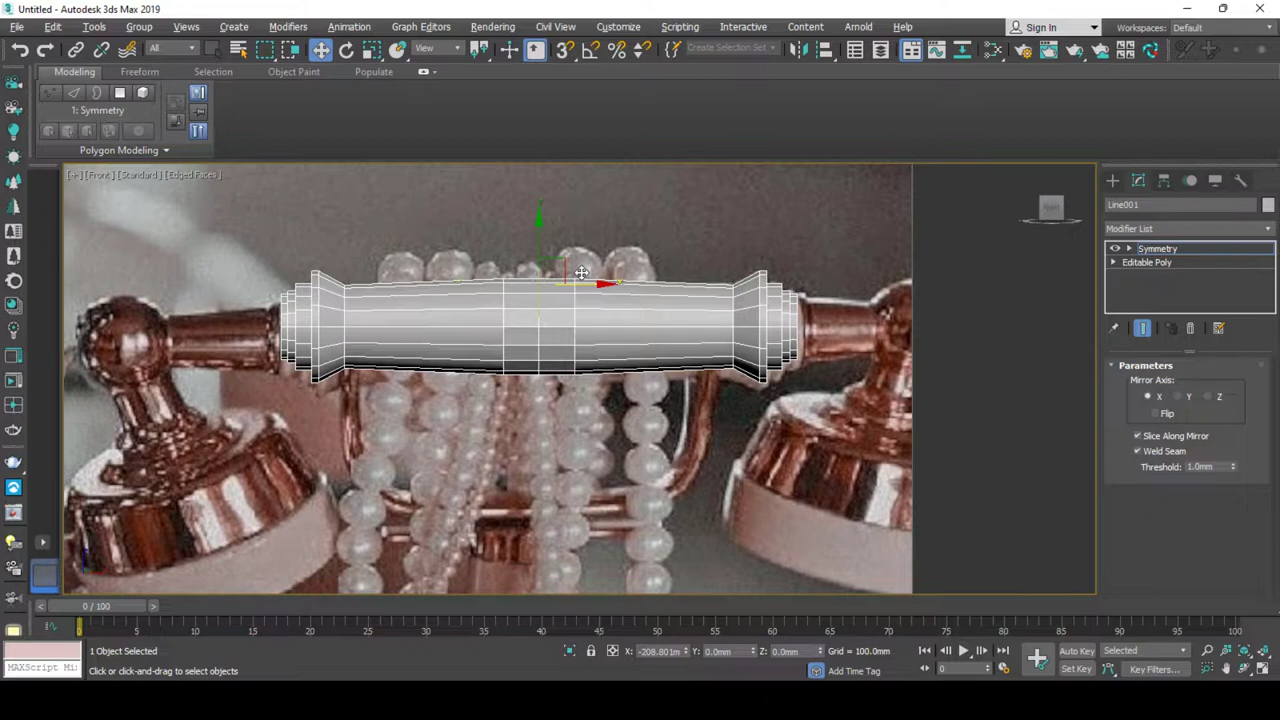 Untitled - Autodesk 3ds Max 2019
File Edit Tools Group Views Create Modifiers Animation Graph Editors Rendering Civil View Customize Scripting Interactive Content Arnold Help
Sign In Workspaces: Default
All View Create Selection Set
Modeling Freeform Selection Object Paint Populate
1: Symmetry
Polygon Modeling
[+] [Front] [Standard] [Edged Faces]
Line001
Modifier List
Symmetry
Editable Poly
Parameters
Mirror Axis:
X Y Z
Flip
Slice Along Mirror
Weld Seam
Threshold: 1.0mm
0 / 100
0 5 10 15 20 25 30 35 40 45 50 55 60 65 70 75 80 85 90 95 100
1 Object Selected X: -208.801m Y: 0.0mm Z: 0.0mm Grid = 100.0mm Auto Key Selected
MAXScript Mi Click or click-and-drag to select objects Add Time Tag 0 Set Key Key Filters...